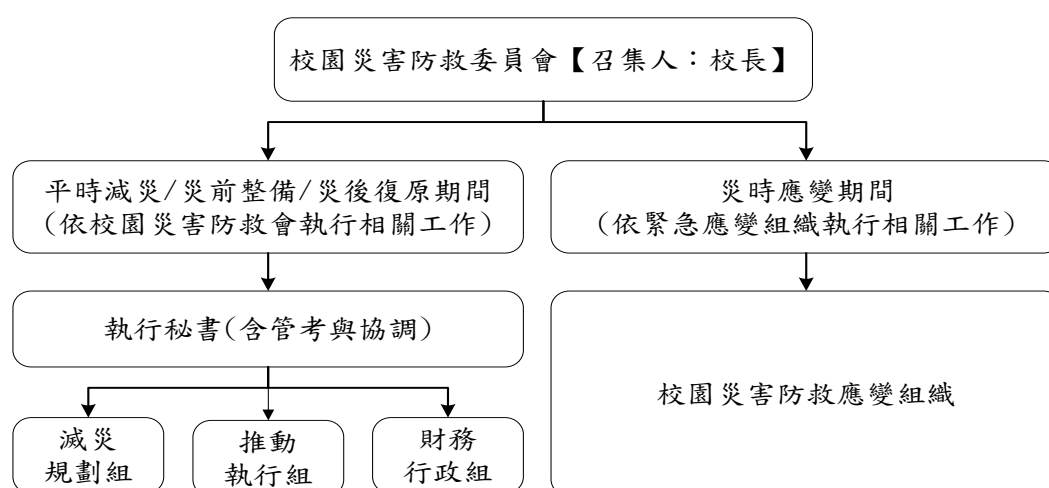 校園災害防救委員會【召集人：校長】
平時減災/災前整備/災後復原期間
(依校園災害防救會執行相關工作)
災時應變期間
(依緊急應變組織執行相關工作)
執行秘書(含管考與協調)
校園災害防救應變組織
減災
規劃組
推動
執行組
財務
行政組